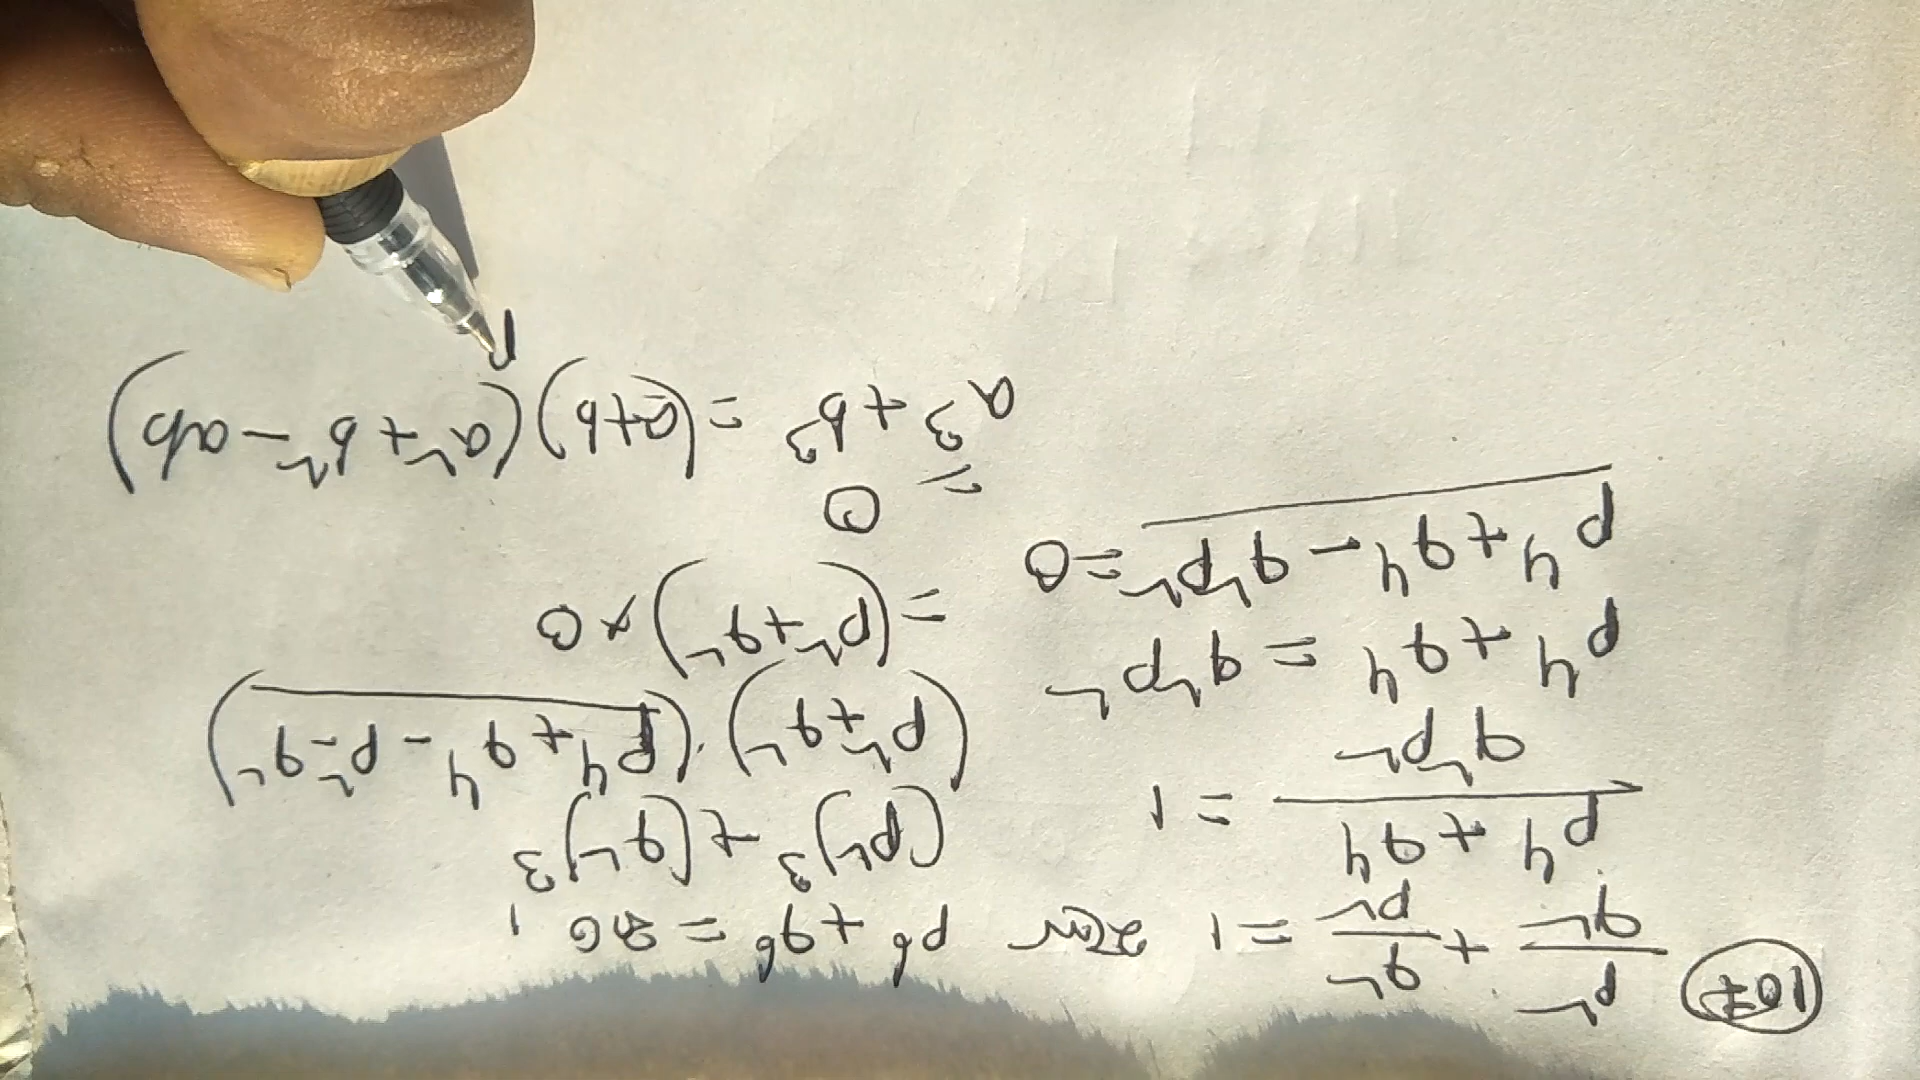 107 p²/q² + q²/p² = 1 p⁶ + q⁶ =
p⁴ + q⁴ / q²p² = 1
p⁴ + q⁴ = q²p²
p⁴ + q⁴ - q²p² = 0
(p²)³ + (q²)³
(p² + q²) . (p⁴ + q⁴ - p²q²)
= (p² + q²) × 0
= 0
a³ + b³ = (a+b)(a² + b² - ab)